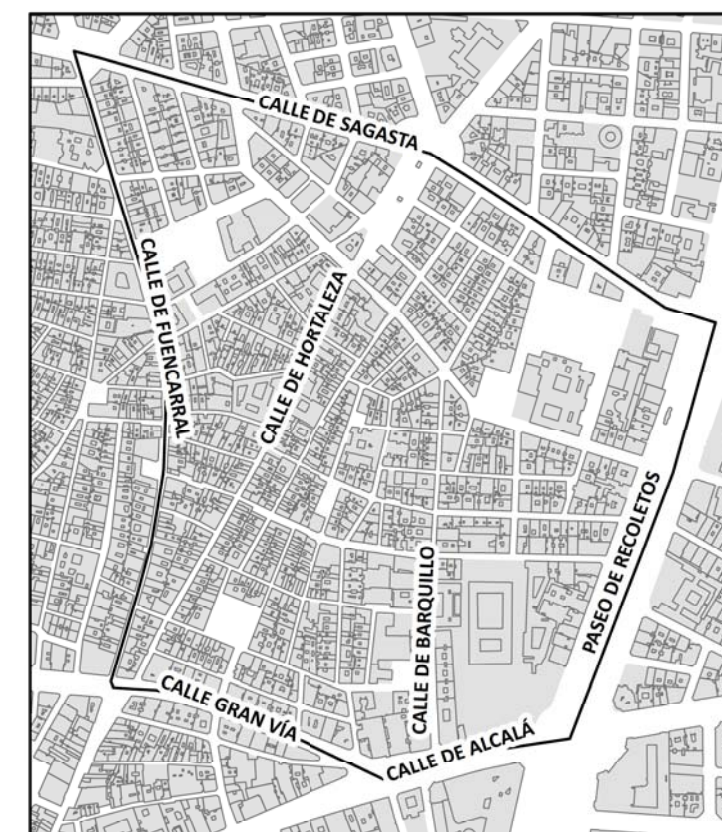 CALLE DE SAGASTA
CALLE DE FUENCARRAL
CALLE DE HORTALEZA
PASEO DE RECOLETOS
CALLE DE BARQUILLO
CALLE GRAN VÍA
CALLE DE ALCALÁ